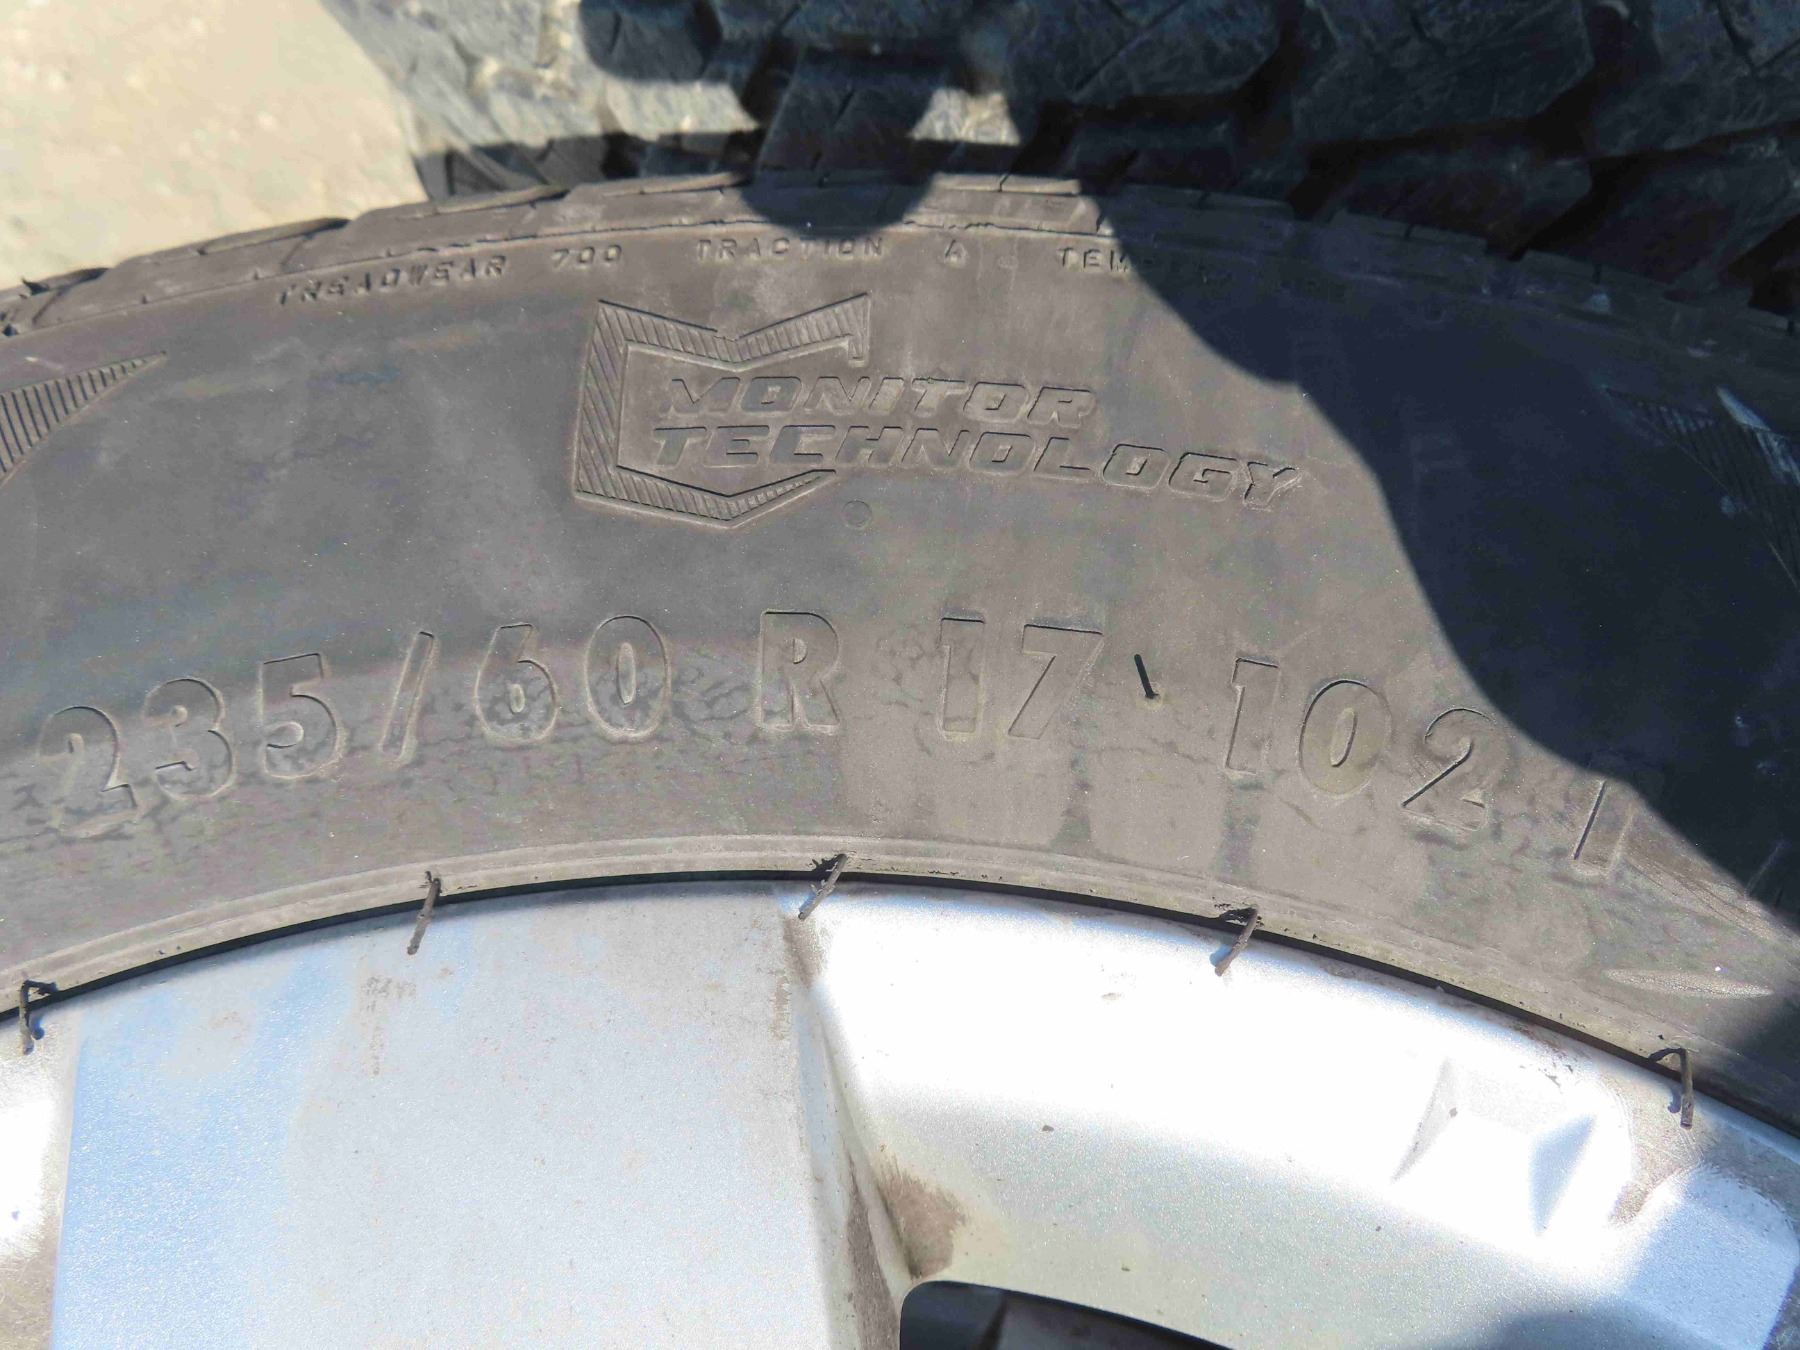 TREADWEAR 700 TRACTION A
MONITOR
TECHNOLOGY
235/60 R 17 102